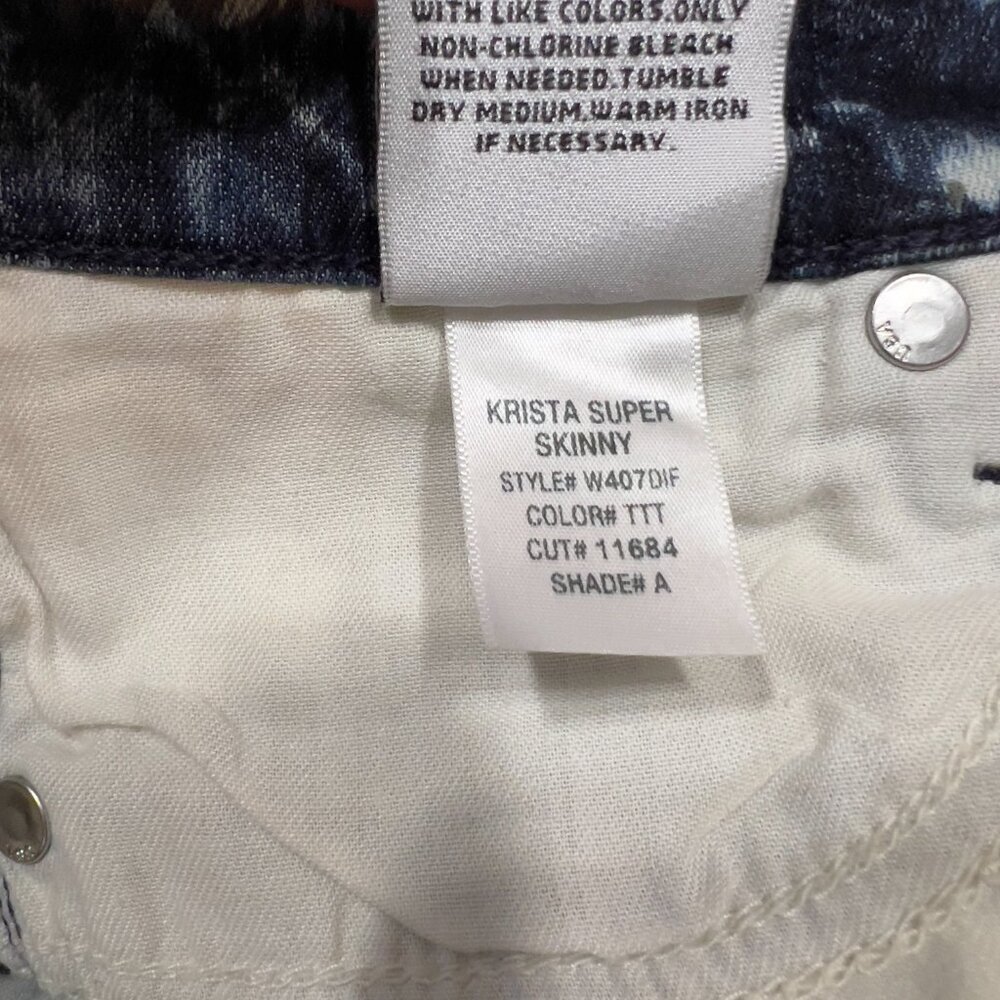 WITH LIKE COLORS.ONLY
NON-CHLORINE BLEACH
WHEN NEEDED.TUMBLE
DRY MEDIUM.WARM IRON
IF NECESSARY.
KRISTA SUPER
SKINNY
STYLE# W407DIF
COLOR# TTT
CUT# 11684
SHADE# A